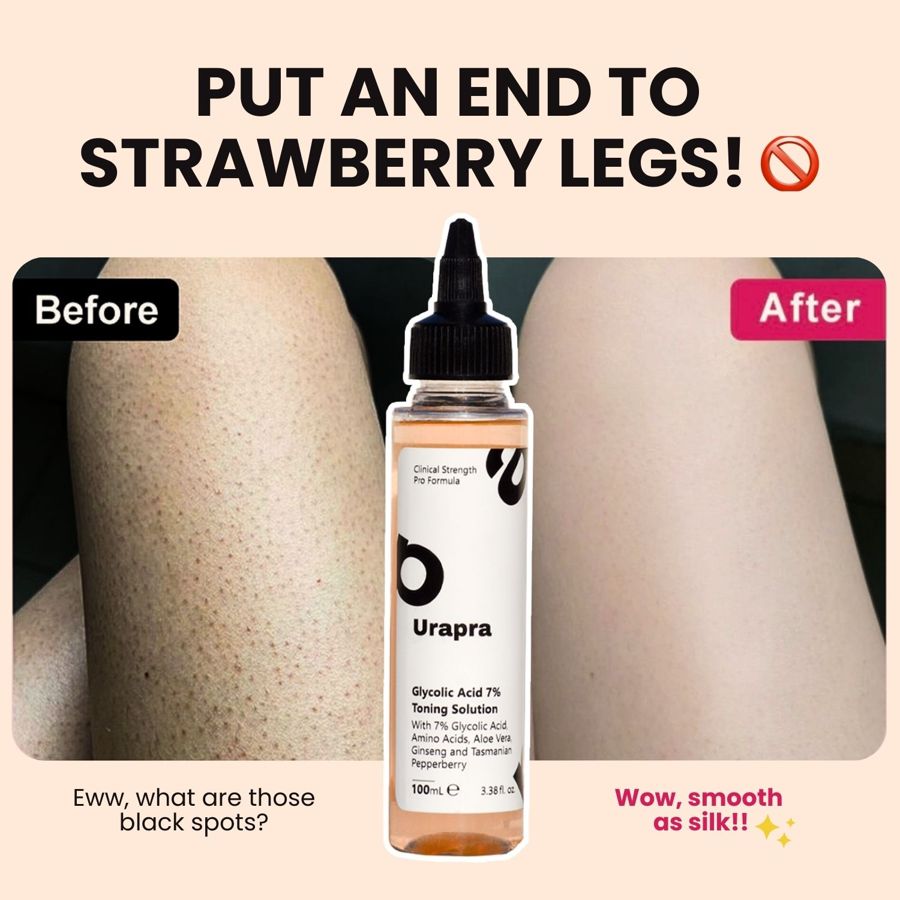 PUT AN END TO
STRAWBERRY LEGS! 🚫
Before
After
Clinical Strength
Pro Formula
Urapra
Glycolic Acid 7%
Toning Solution
With 7% Glycolic Acid,
Amino Acids, Aloe Vera,
Ginseng and Tasmanian
Pepperberry
100mL ℮ 3.38 fl. oz
Eww, what are those
black spots?
Wow, smooth
as silk!! ✨